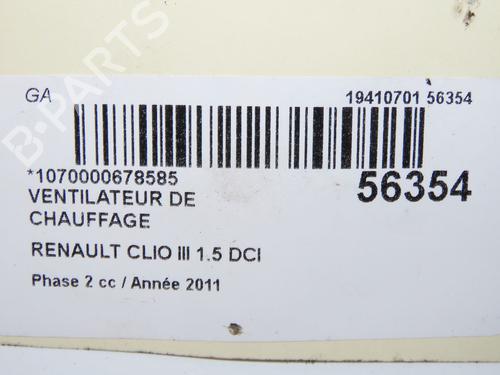 GA
19410701 56354
*1070000678585
56354
VENTILATEUR DE
CHAUFFAGE
RENAULT CLIO III 1.5 DCI
Phase 2 cc / Année 2011
B-PARTS